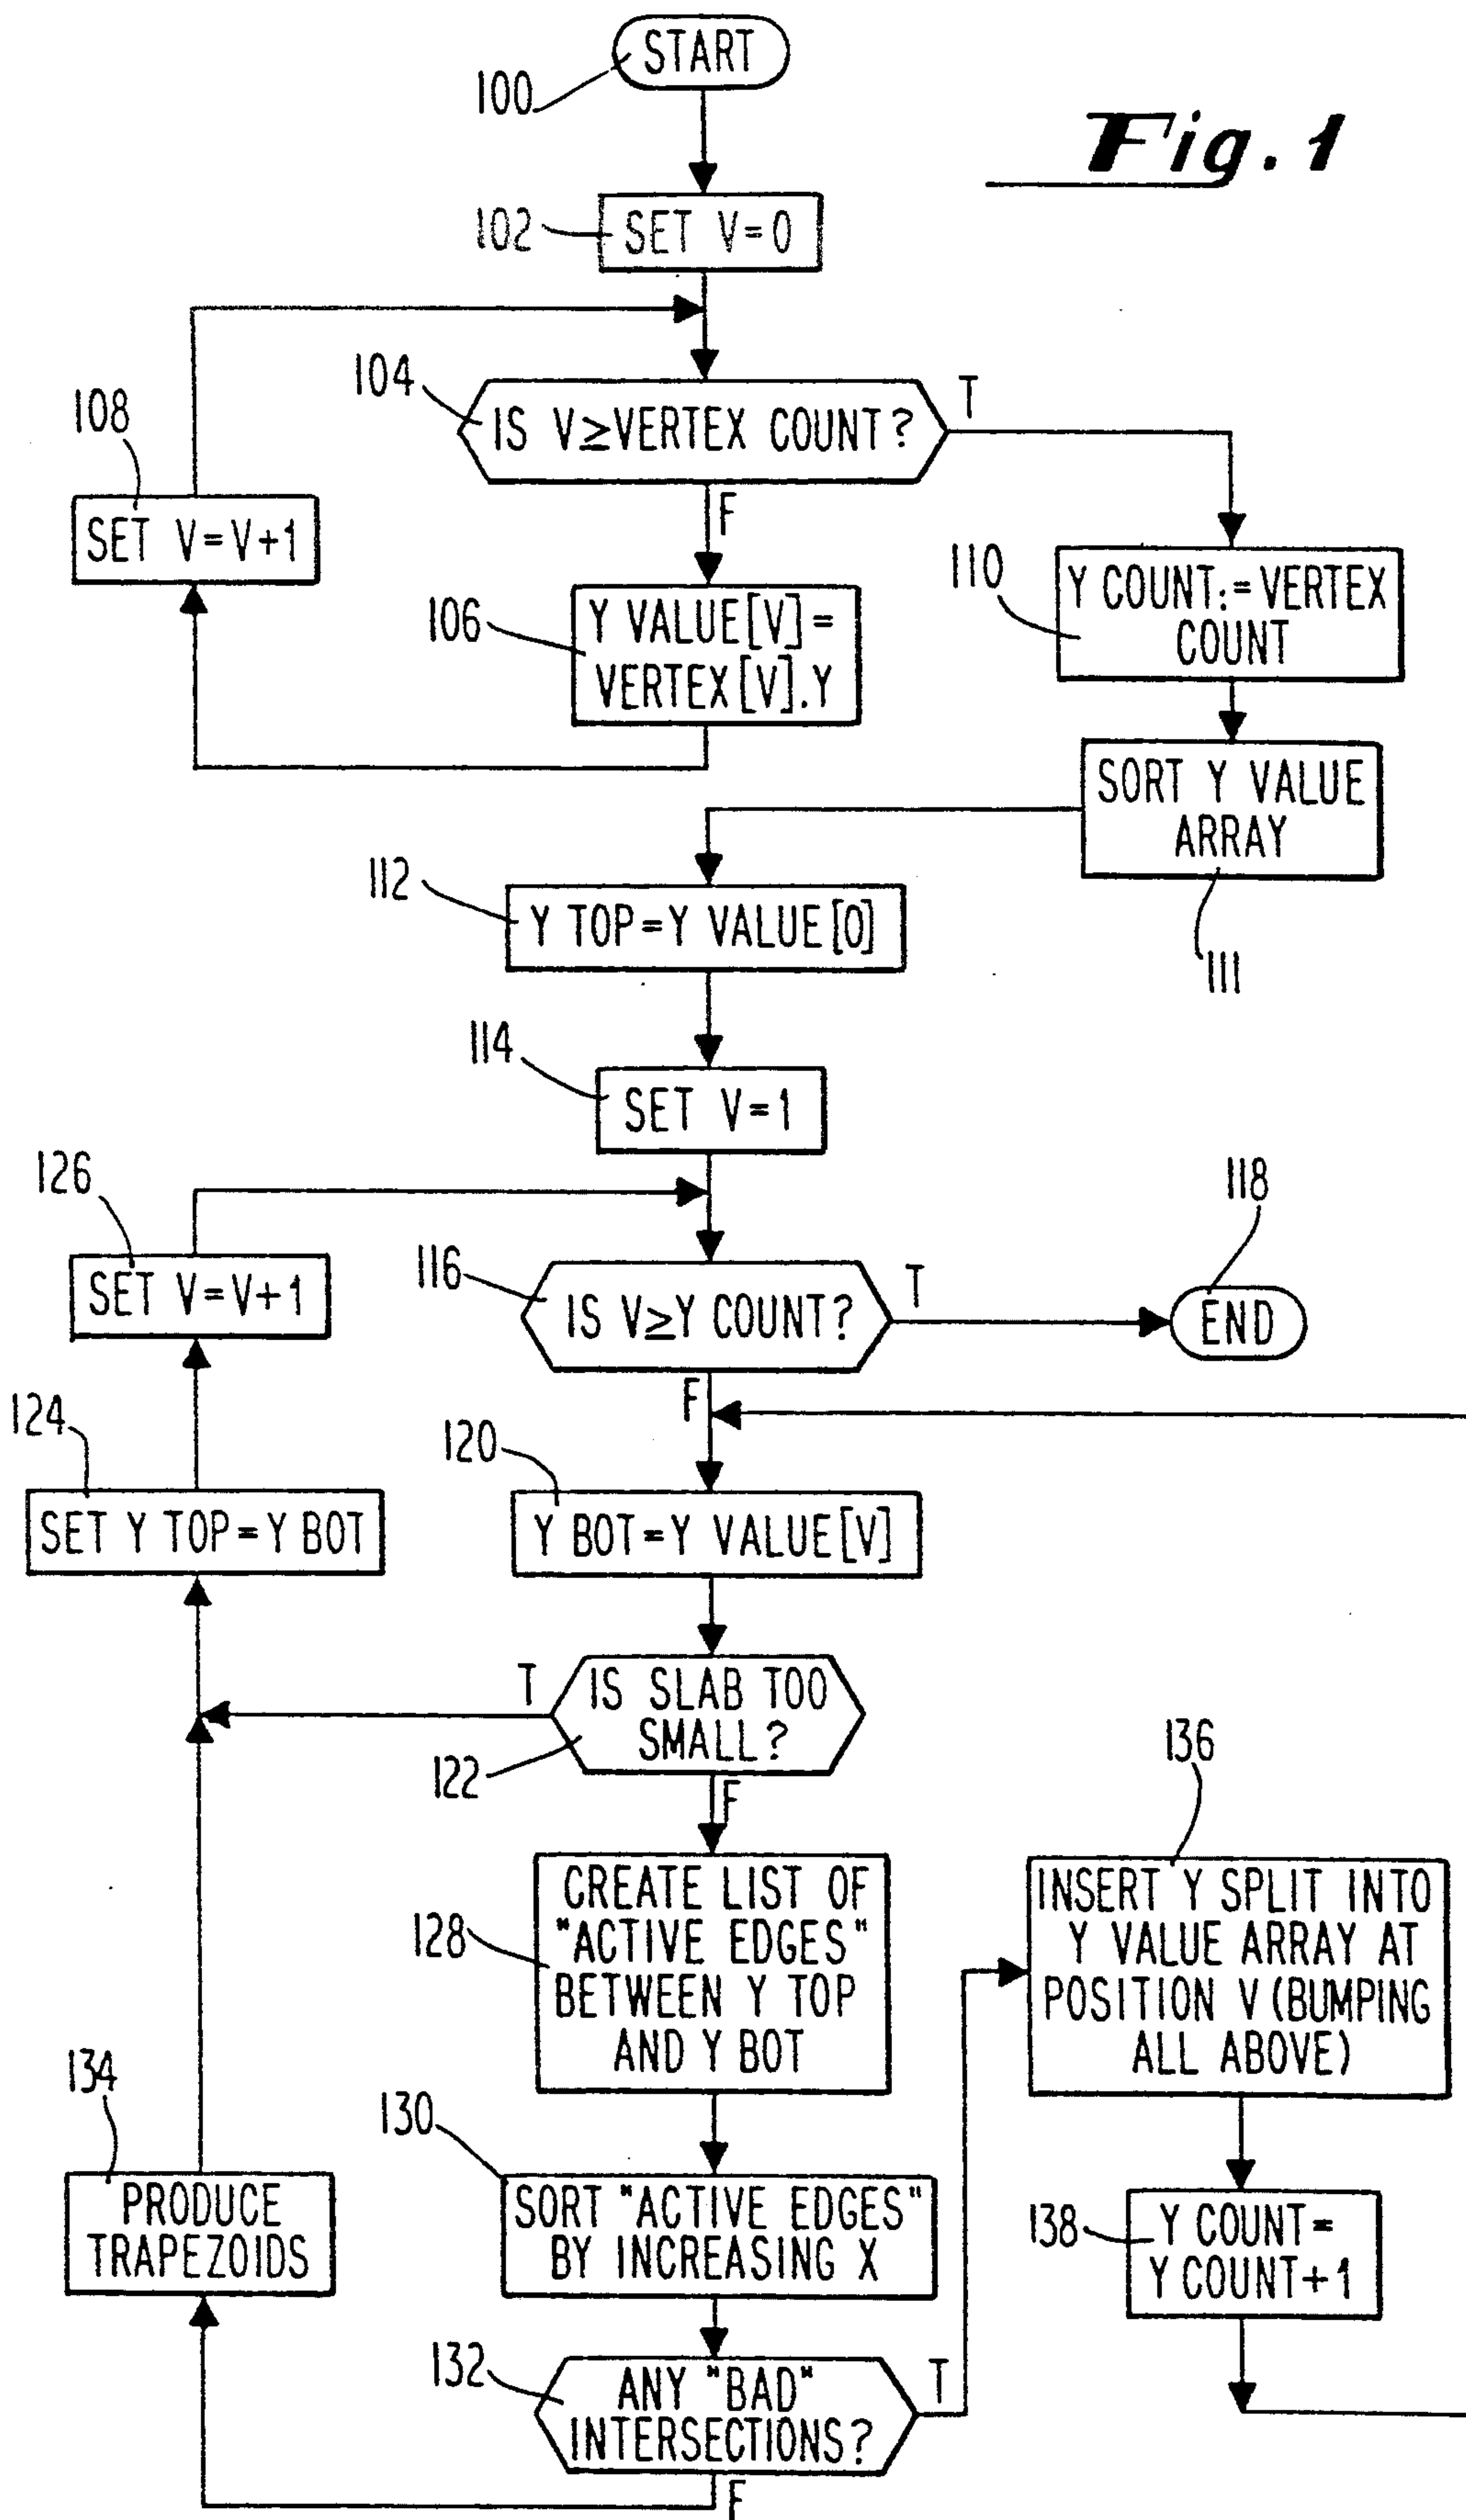 START
100
Fig. 1
102
SET V=0
104
IS V≥VERTEX COUNT?
T
108
F
SET V=V+1
110
Y COUNT:=VERTEX
COUNT
106
Y VALUE[V]=
VERTEX[V].Y
SORT Y VALUE
ARRAY
111
112
Y TOP=Y VALUE[0]
114
SET V=1
126
118
SET V=V+1
116
IS V≥Y COUNT?
T
END
F
124
120
SET Y TOP=Y BOT
Y BOT=Y VALUE[V]
T
IS SLAB TOO
SMALL?
122
F
136
CREATE LIST OF
"ACTIVE EDGES"
BETWEEN Y TOP
AND Y BOT
128
INSERT Y SPLIT INTO
Y VALUE ARRAY AT
POSITION V (BUMPING
ALL ABOVE)
134
130
PRODUCE
TRAPEZOIDS
SORT "ACTIVE EDGES"
BY INCREASING X
138
Y COUNT=
Y COUNT+1
132
ANY "BAD"
INTERSECTIONS?
T
F